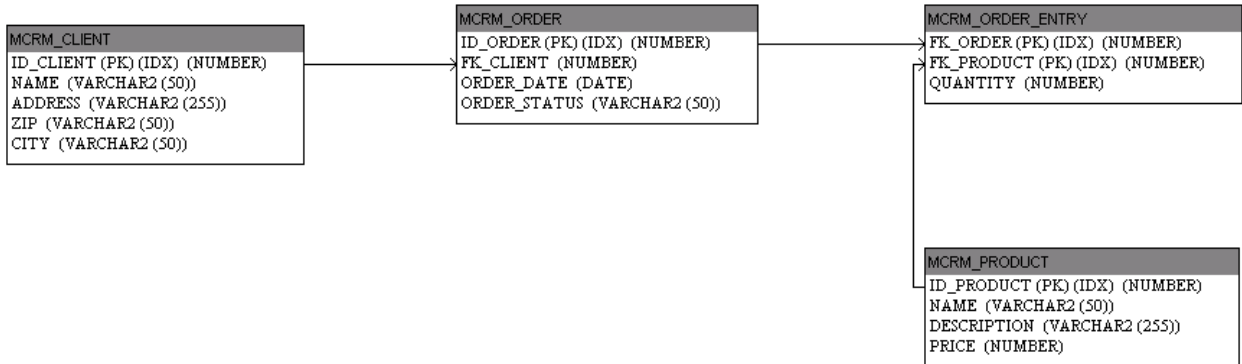 MCRM_CLIENT
ID_CLIENT (PK) (IDX) (NUMBER)
NAME (VARCHAR2 (50))
ADDRESS (VARCHAR2 (255))
ZIP (VARCHAR2 (50))
CITY (VARCHAR2 (50))
MCRM_ORDER
ID_ORDER (PK) (IDX) (NUMBER)
FK_CLIENT (NUMBER)
ORDER_DATE (DATE)
ORDER_STATUS (VARCHAR2 (50))
MCRM_ORDER_ENTRY
FK_ORDER (PK) (IDX) (NUMBER)
FK_PRODUCT (PK) (IDX) (NUMBER)
QUANTITY (NUMBER)
MCRM_PRODUCT
ID_PRODUCT (PK) (IDX) (NUMBER)
NAME (VARCHAR2 (50))
DESCRIPTION (VARCHAR2 (255))
PRICE (NUMBER)